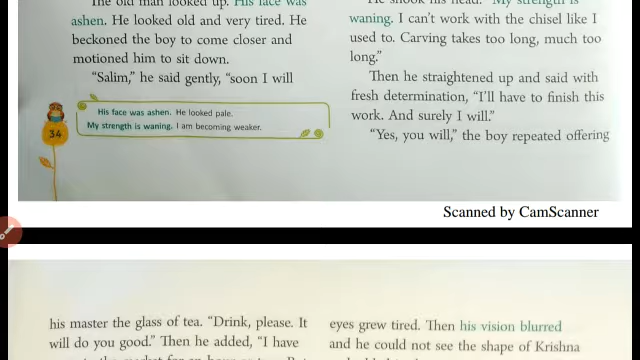 The old man looked up. His face was
ashen. He looked old and very tired. He
beckoned the boy to come closer and
motioned him to sit down.
“Salim,” he said gently, “soon I will
His face was ashen. He looked pale.
My strength is waning. I am becoming weaker.
34
He shook his head. “My strength is
waning. I can’t work with the chisel like I
used to. Carving takes too long, much too
long.”
Then he straightened up and said with
fresh determination, “I’ll have to finish this
work. And surely I will.”
“Yes, you will,” the boy repeated offering
Scanned by CamScanner
his master the glass of tea. “Drink, please. It
will do you good.” Then he added, “I have
eyes grew tired. Then his vision blurred
and he could not see the shape of Krishna